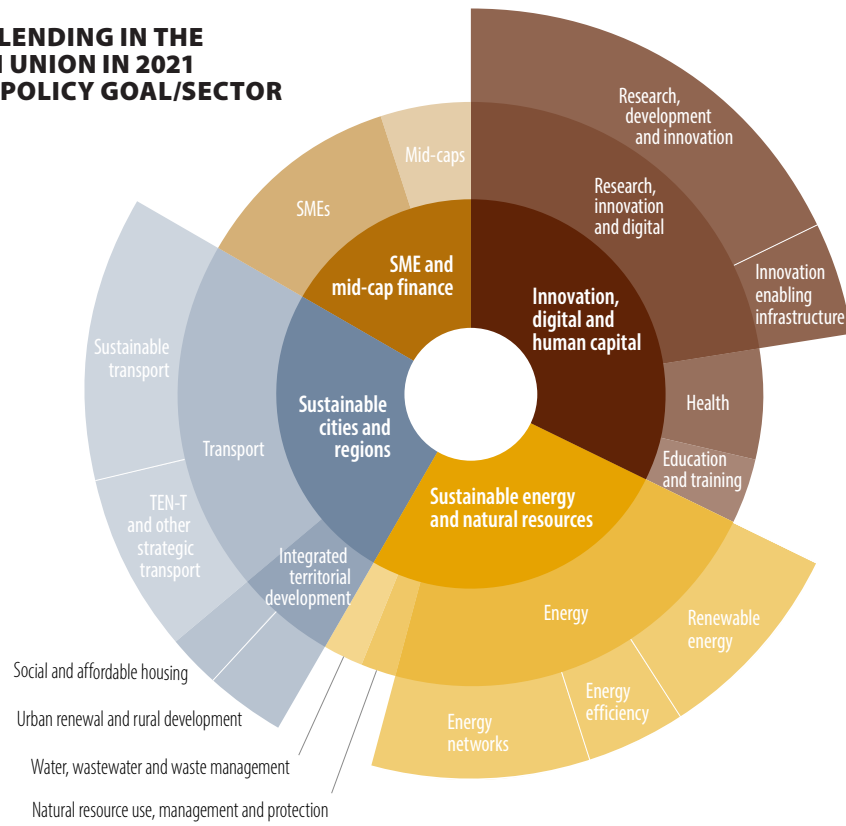 LENDING IN THE
UNION IN 2021
POLICY GOAL/SECTOR
Research,
development
and innovation
Mid-caps
Research,
innovation
and digital
SMEs
SME and
mid-cap finance
Innovation
enabling
infrastructure
Innovation,
digital and
human capital
Sustainable
transport
Sustainable
cities and
regions
Health
Transport
Education
and training
Sustainable energy
and natural resources
TEN-T
and other
strategic
transport
Integrated
territorial
development
Energy
Renewable
energy
Social and affordable housing
Energy
efficiency
Urban renewal and rural development
Energy
networks
Water, wastewater and waste management
Natural resource use, management and protection